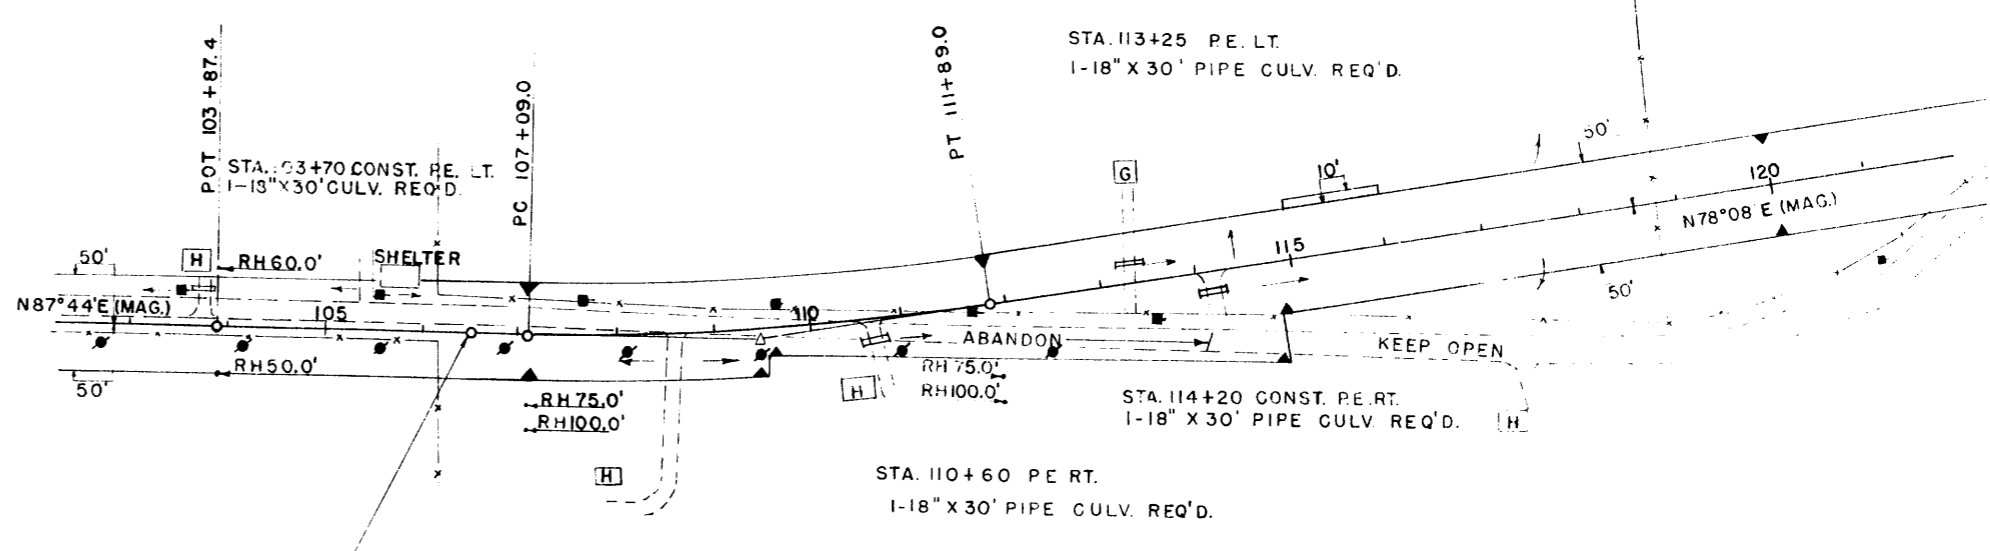 POT 103+87.4
PC 107+09.0
PT 111+89.0
STA. 113+25 P.E. LT.
1-18" X 30' PIPE CULV. REQ'D.
STA. 103+70 CONST. P.E. LT.
1-18" X 30' CULV. REQ'D.
50'
H
RH 60.0'
SHELTER
N87°44'E (MAG.)
105
110
G
10'
50'
115
120
N78°08'E (MAG.)
50'
50'
RH 50.0'
ABANDON
KEEP OPEN
RH 75.0'
RH 100.0'
RH 75.0'
RH 100.0'
H
STA. 114+20 CONST. P.E. RT.
1-18" X 30' PIPE CULV. REQ'D.
H
H
STA. 110+60 P E RT.
1-18" X 30' PIPE CULV. REQ'D.